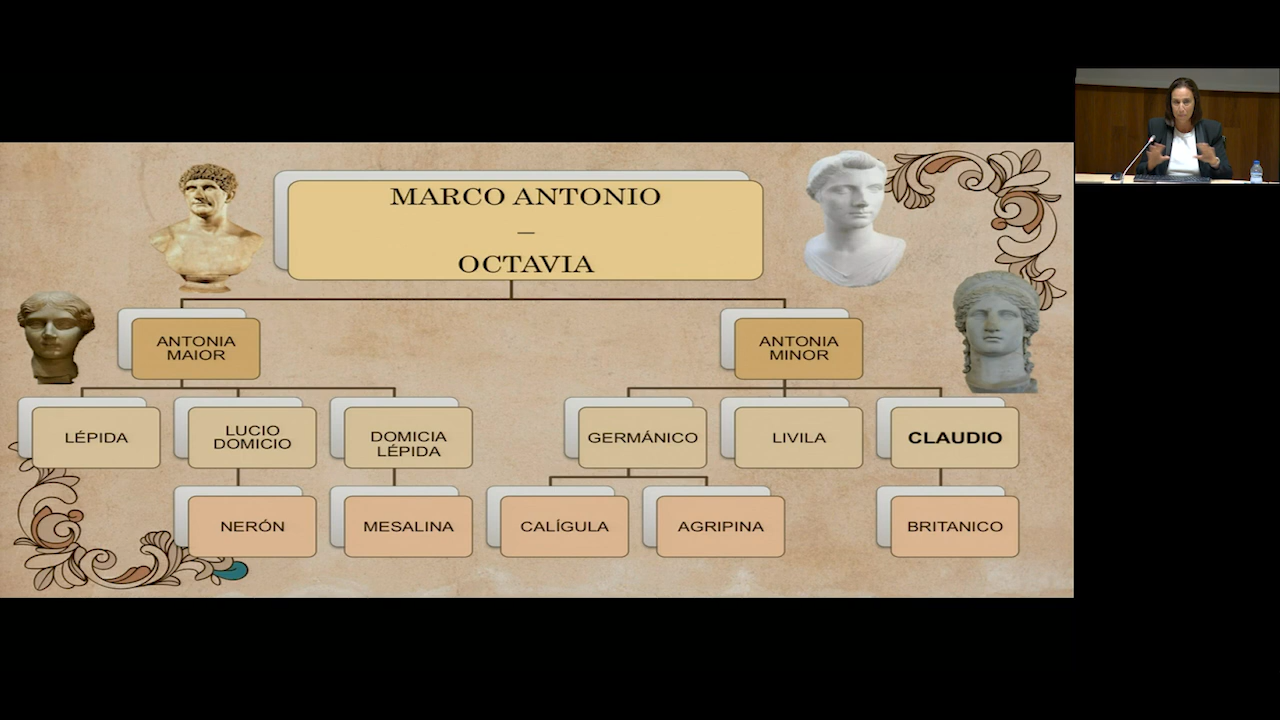 MARCO ANTONIO
–
OCTAVIA
ANTONIA
MAIOR
ANTONIA
MINOR
LÉPIDA
LUCIO
DOMICIO
DOMICIA
LÉPIDA
GERMÁNICO
LIVILA
CLAUDIO
NERÓN
MESALINA
CALÍGULA
AGRIPINA
BRITANICO